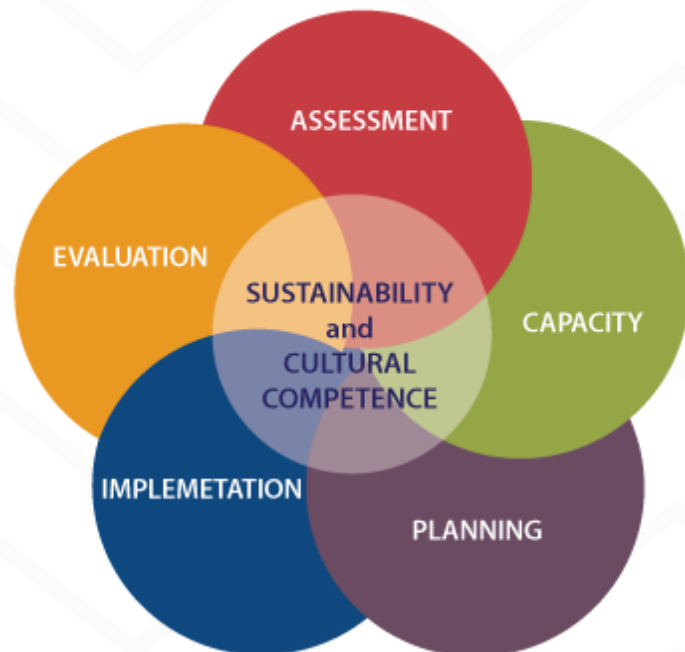 ASSESSMENT
EVALUATION
SUSTAINABILITY
and
CULTURAL
COMPETENCE
CAPACITY
IMPLEMETATION
PLANNING